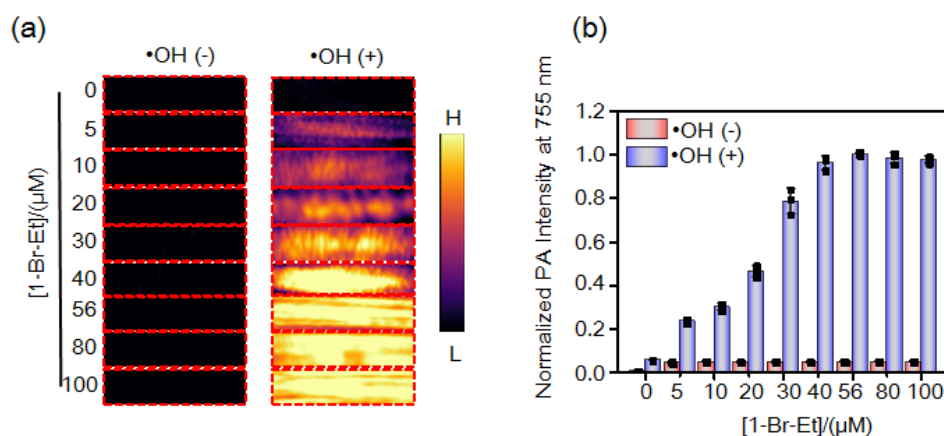 (a)
•OH (-) •OH (+)
0
5
10
20
30
40
56
80
100
[1-Br-Et]/(μM)
H
L
(b)
Normalized PA Intensity at 755 nm
1.2
1.0
0.8
0.6
0.4
0.2
0.0
•OH (-)
•OH (+)
0 5 10 20 30 40 56 80 100
[1-Br-Et]/(μM)